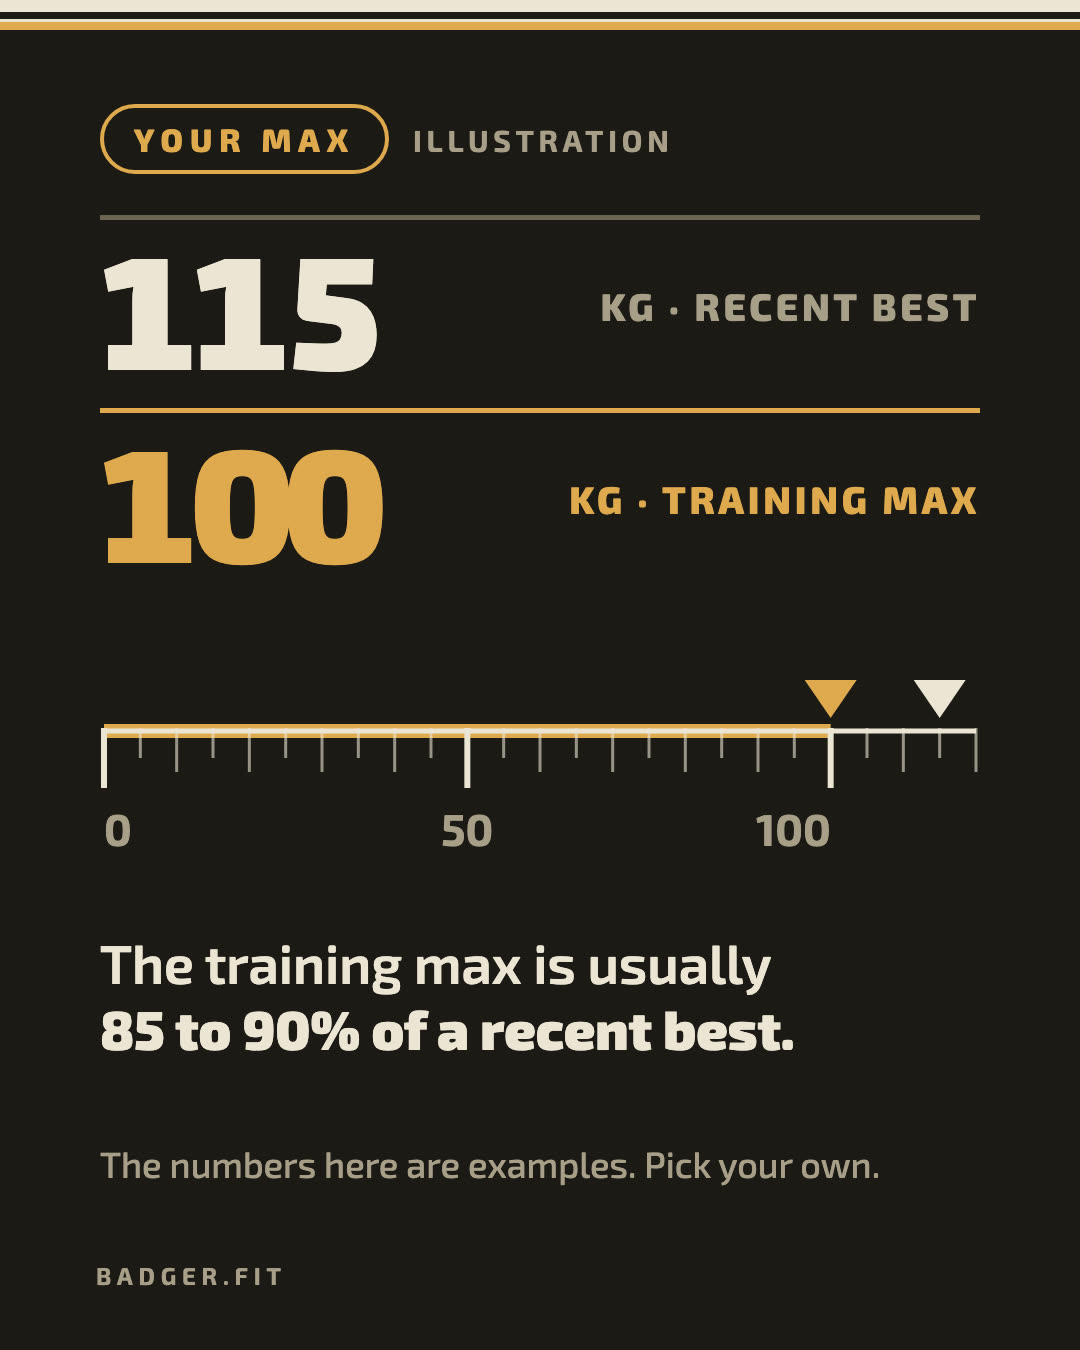 YOUR MAX ILLUSTRATION
115 KG · RECENT BEST
100 KG · TRAINING MAX
0 50 100
The training max is usually
85 to 90% of a recent best.
The numbers here are examples. Pick your own.
BADGER.FIT